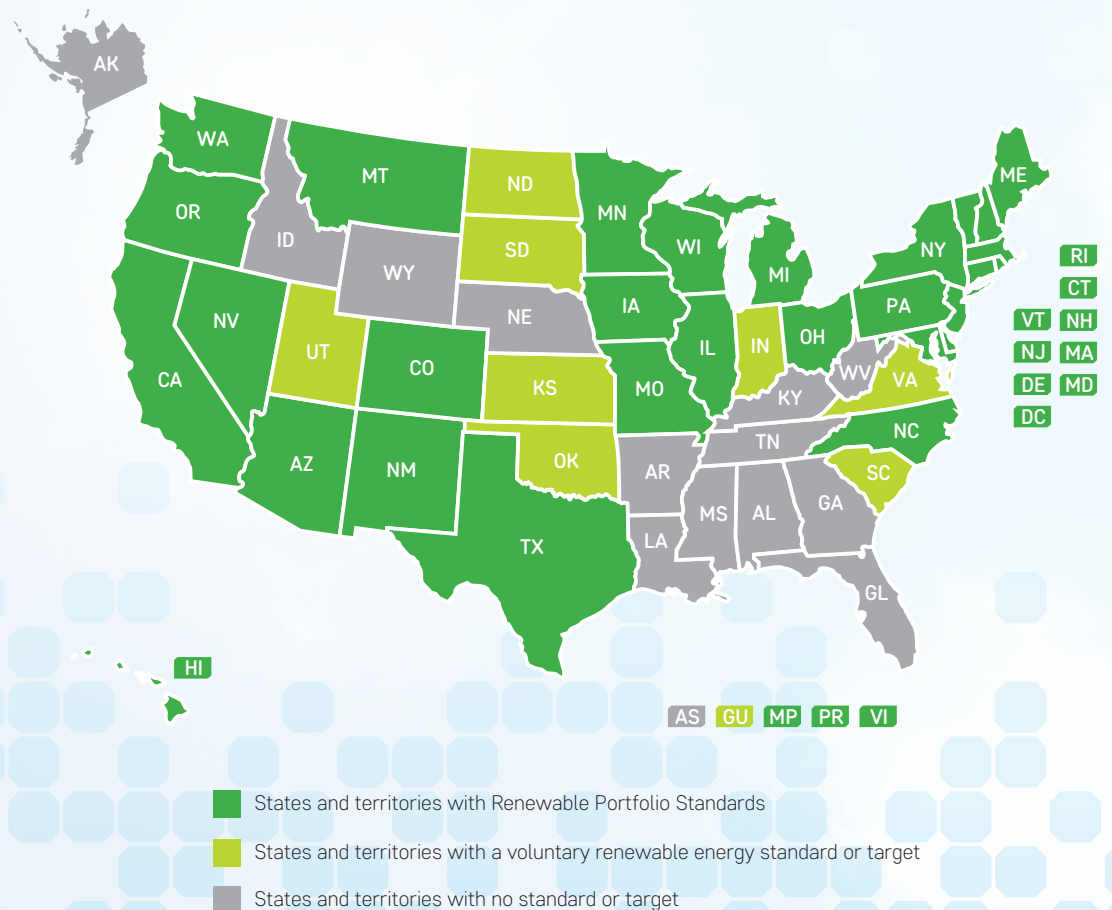 AK
WA
MT
ND
MN
ME
OR
ID
SD
WI
NY
WY
MI
RI
NE
IA
PA
CT
NV
UT
CO
IL
IN
OH
VT NH
CA
KS
MO
WV
VA
NJ MA
KY
DE MD
NC
DC
AZ
NM
OK
AR
TN
SC
TX
LA
MS
AL
GA
GL
HI
AS GU MP PR VI
States and territories with Renewable Portfolio Standards
States and territories with a voluntary renewable energy standard or target
States and territories with no standard or target